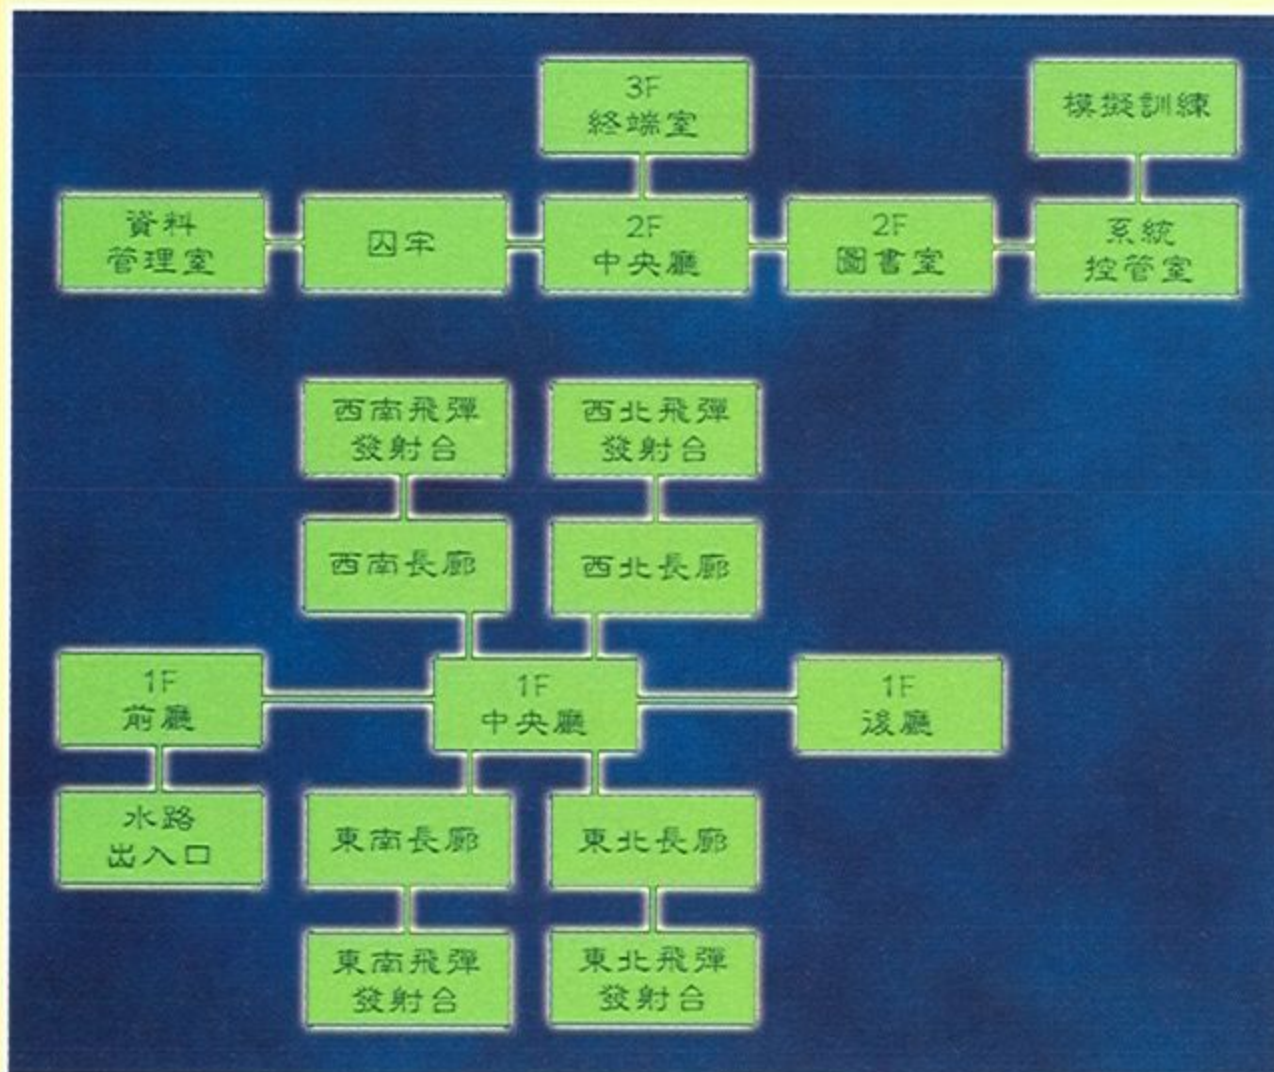 3F
終端室
模擬訓練
資料
管理室
囚牢
2F
中央廳
2F
圖書室
系統
控管室
西南飛彈
發射台
西北飛彈
發射台
西南長廊
西北長廊
1F
前廳
1F
中央廳
1F
後廳
水路
出入口
東南長廊
東北長廊
東南飛彈
發射台
東北飛彈
發射台